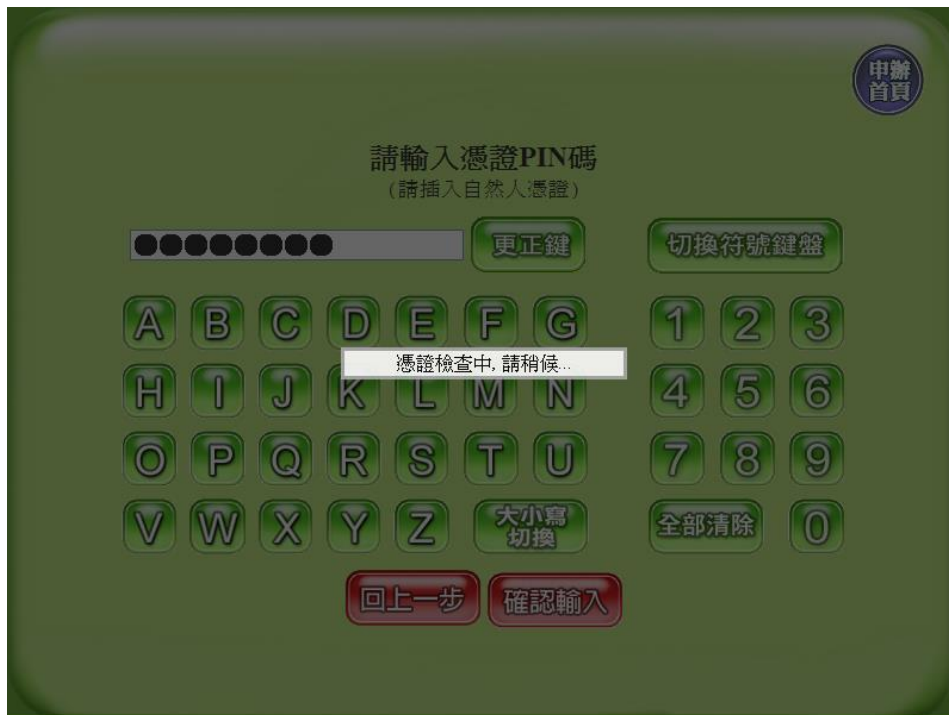 申辦
首頁
請輸入憑證PIN碼
(請插入自然人憑證)
●●●●●●●● 更正鍵 切換符號鍵盤
A B C D E F G 1 2 3
憑證檢查中, 請稍候...
H I J K L M N 4 5 6
O P Q R S T U 7 8 9
V W X Y Z 大小寫
切換 全部清除 0
回上一步 確認輸入